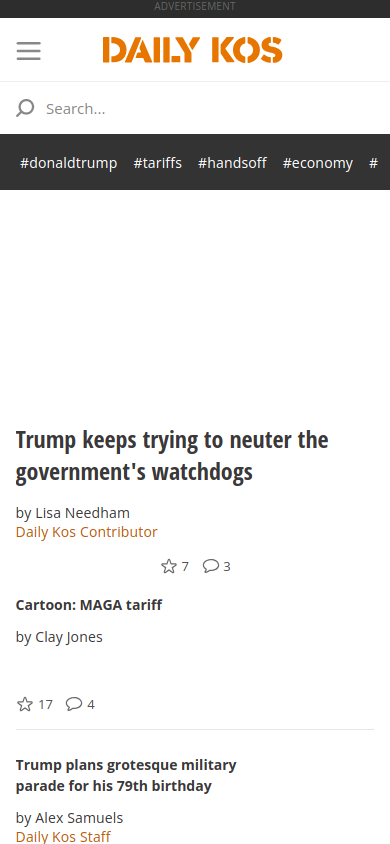 ADVERTISEMENT
DAILY KOS
Search...
#donaldtrump #tariffs #handsoff #economy #
Trump keeps trying to neuter the
government's watchdogs
by Lisa Needham
Daily Kos Contributor
7 3
Cartoon: MAGA tariff
by Clay Jones
17 4
Trump plans grotesque military
parade for his 79th birthday
by Alex Samuels
Daily Kos Staff